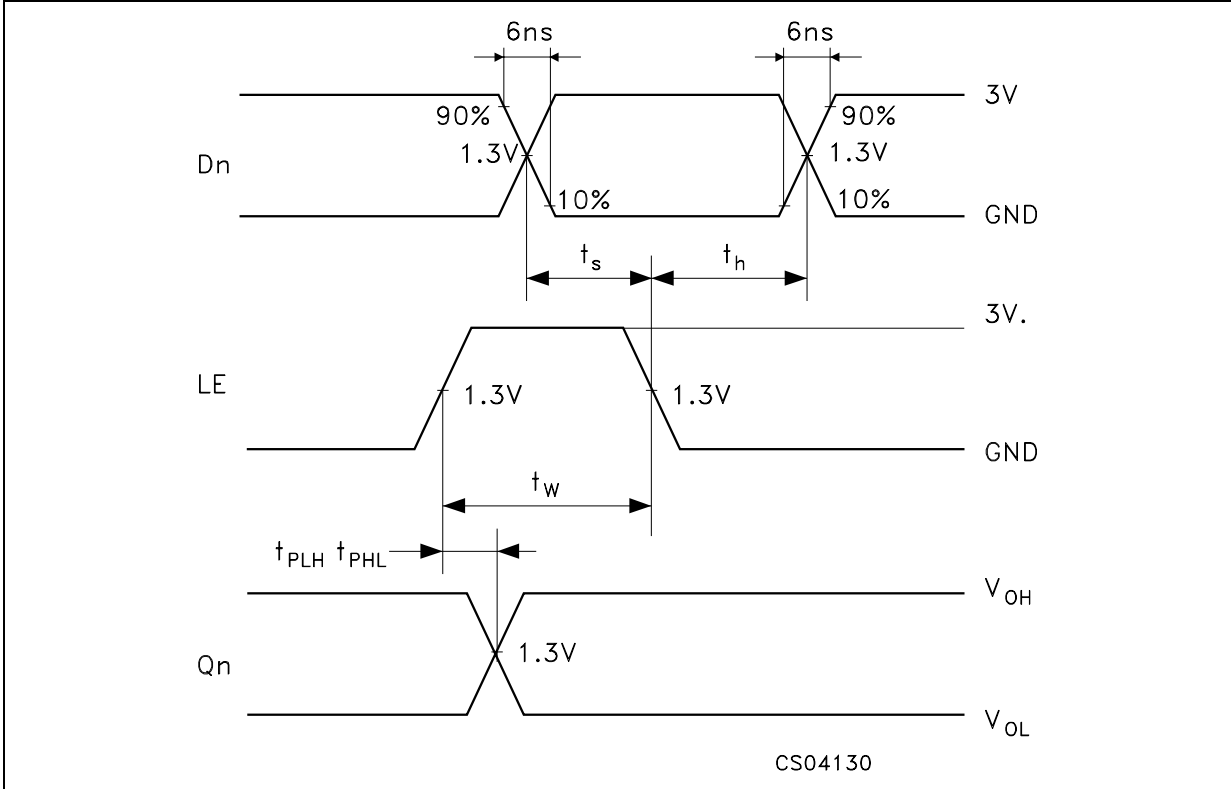 6ns 6ns
3V
90% 90%
Dn 1.3V 1.3V
10% 10%
GND
ts th
3V.
LE 1.3V 1.3V
GND
tW
tPLH tPHL
VOH
Qn 1.3V
VOL
CS04130